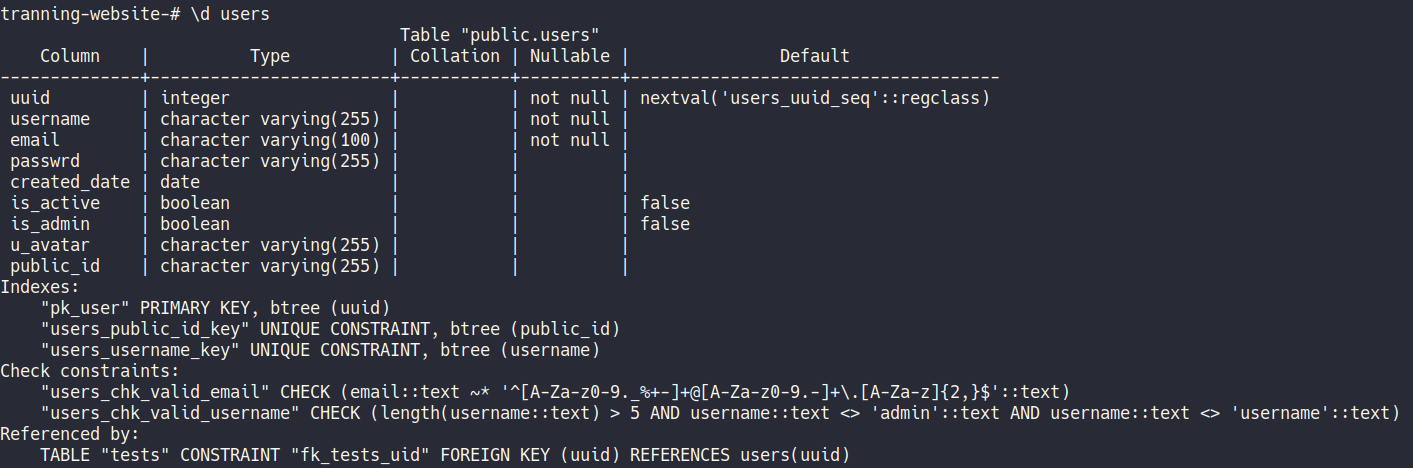 tranning-website-# \d users
                                        Table "public.users"
    Column    |          Type          | Collation | Nullable |               Default
--------------+------------------------+-----------+----------+-------------------------------------
 uuid         | integer                |           | not null | nextval('users_uuid_seq'::regclass)
 username     | character varying(255) |           | not null |
 email        | character varying(100) |           | not null |
 passwrd      | character varying(255) |           |          |
 created_date | date                   |           |          |
 is_active    | boolean                |           |          | false
 is_admin     | boolean                |           |          | false
 u_avatar     | character varying(255) |           |          |
 public_id    | character varying(255) |           |          |
Indexes:
    "pk_user" PRIMARY KEY, btree (uuid)
    "users_public_id_key" UNIQUE CONSTRAINT, btree (public_id)
    "users_username_key" UNIQUE CONSTRAINT, btree (username)
Check constraints:
    "users_chk_valid_email" CHECK (email::text ~* '^[A-Za-z0-9._%+-]+@[A-Za-z0-9.-]+\.[A-Za-z]{2,}$'::text)
    "users_chk_valid_username" CHECK (length(username::text) > 5 AND username::text <> 'admin'::text AND username::text <> 'username'::text)
Referenced by:
    TABLE "tests" CONSTRAINT "fk_tests_uid" FOREIGN KEY (uuid) REFERENCES users(uuid)